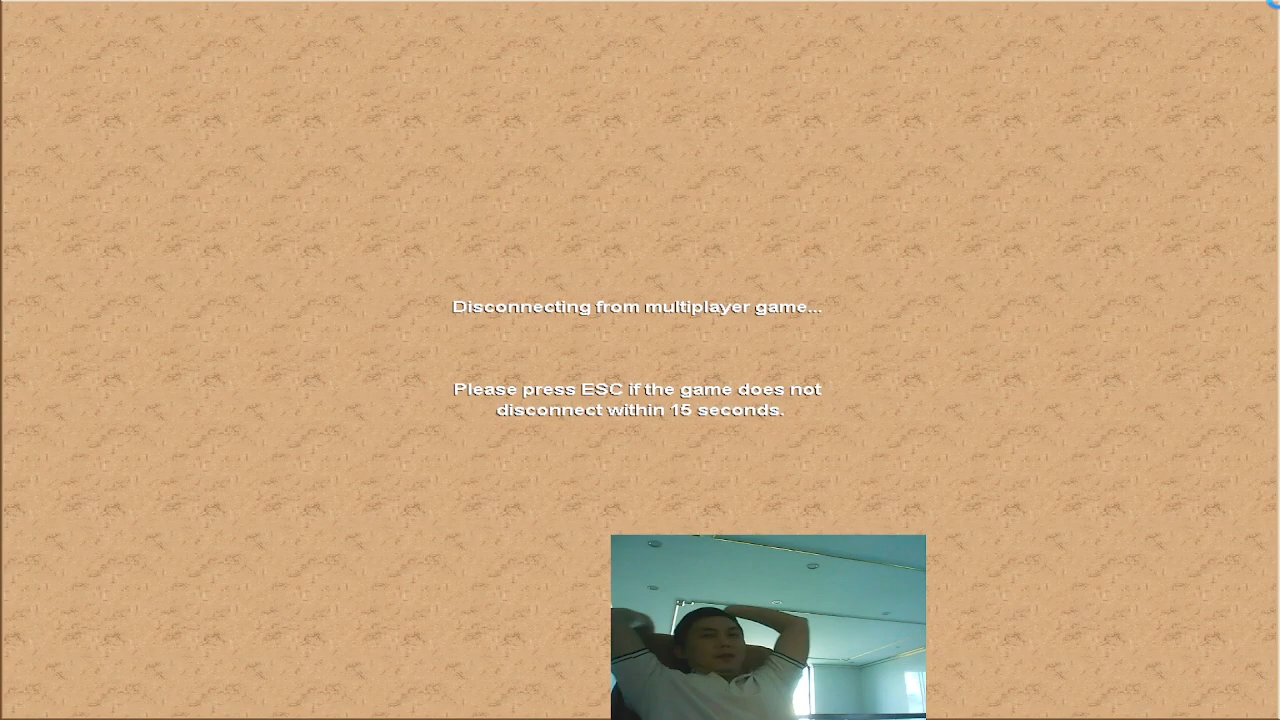 Disconnecting from multiplayer game...
Please press ESC if the game does not
disconnect within 15 seconds.